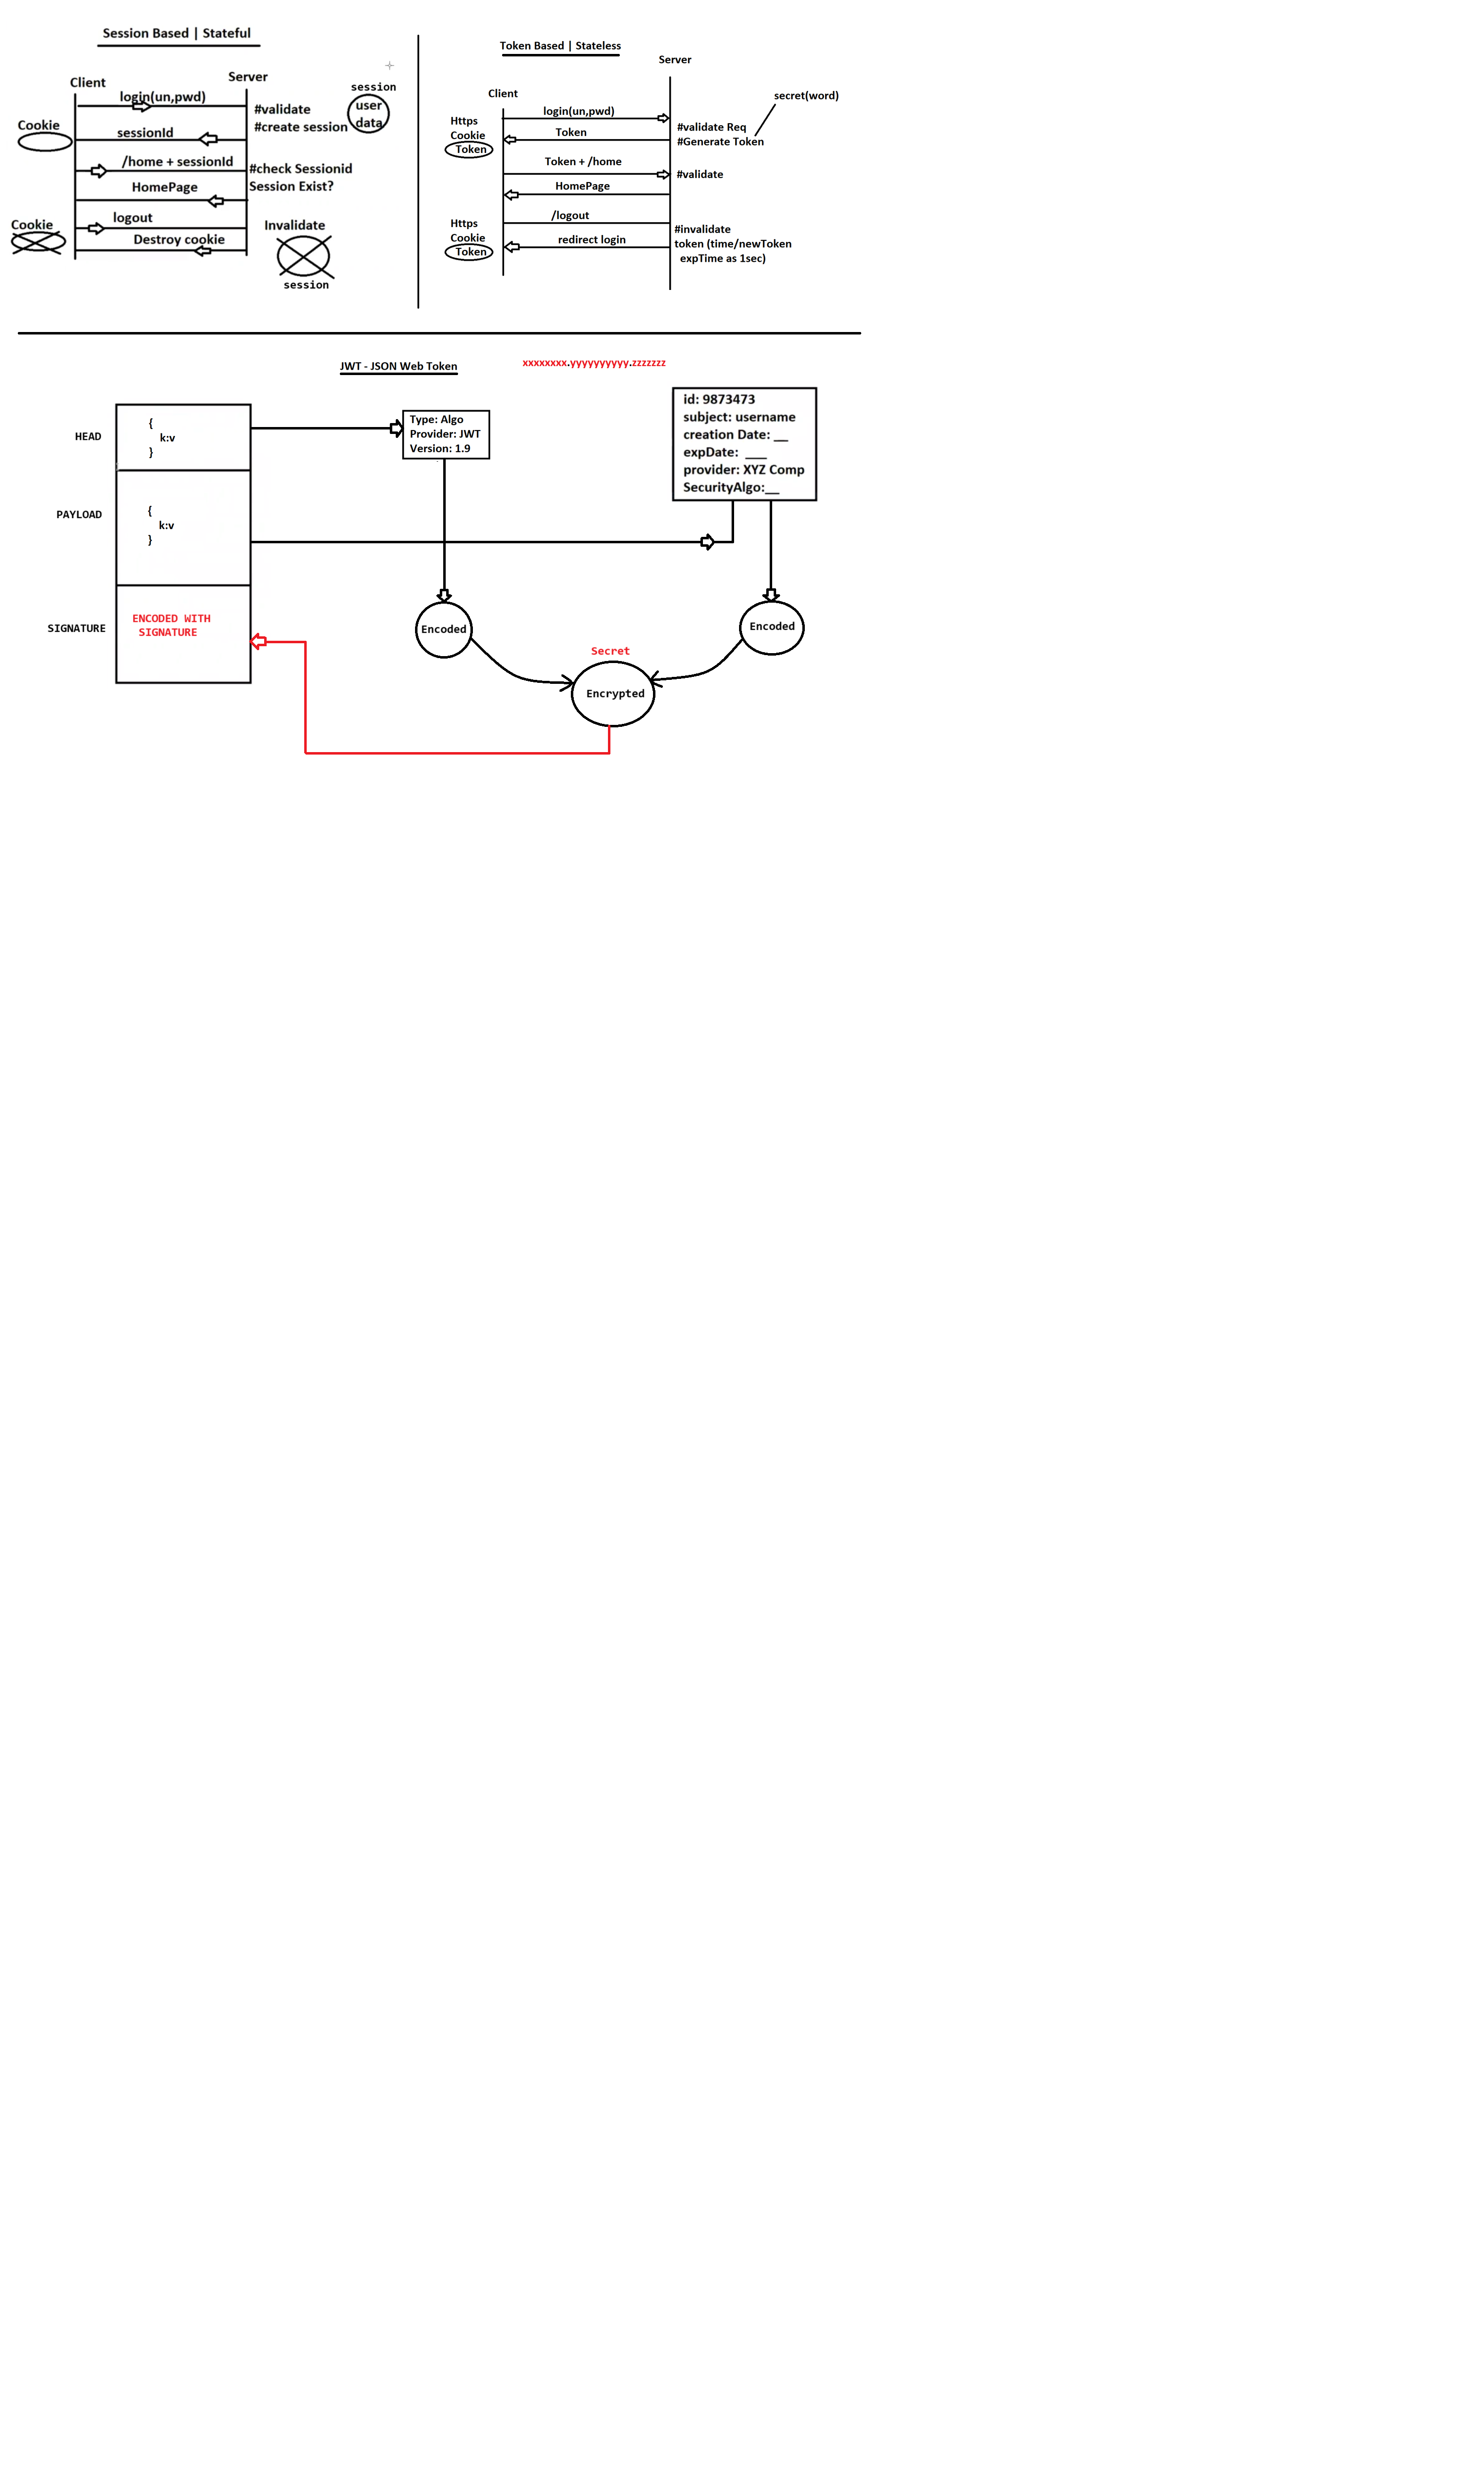 Session Based | Stateful
Client
Server
login(un,pwd)
#validate
#create session
session
user
data
Cookie
sessionId
/home + sessionId
#check Sessionid
Session Exist?
HomePage
Cookie
logout
Invalidate
Destroy cookie
session
Token Based | Stateless
Server
Client
secret(word)
login(un,pwd)
Https
Cookie
Token
#validate Req
#Generate Token
Token
Token + /home
#validate
HomePage
/logout
Https
Cookie
Token
#invalidate
token (time/newToken
expTime as 1sec)
redirect login
JWT - JSON Web Token
xxxxxxxx.yyyyyyyyyy.zzzzzzz
HEAD
{
k:v
}
Type: Algo
Provider: JWT
Version: 1.9
id: 9873473
subject: username
creation Date: __
expDate: ___
provider: XYZ Comp
SecurityAlgo:__
PAYLOAD
{
k:v
}
SIGNATURE
ENCODED WITH
SIGNATURE
Encoded
Encoded
Secret
Encrypted